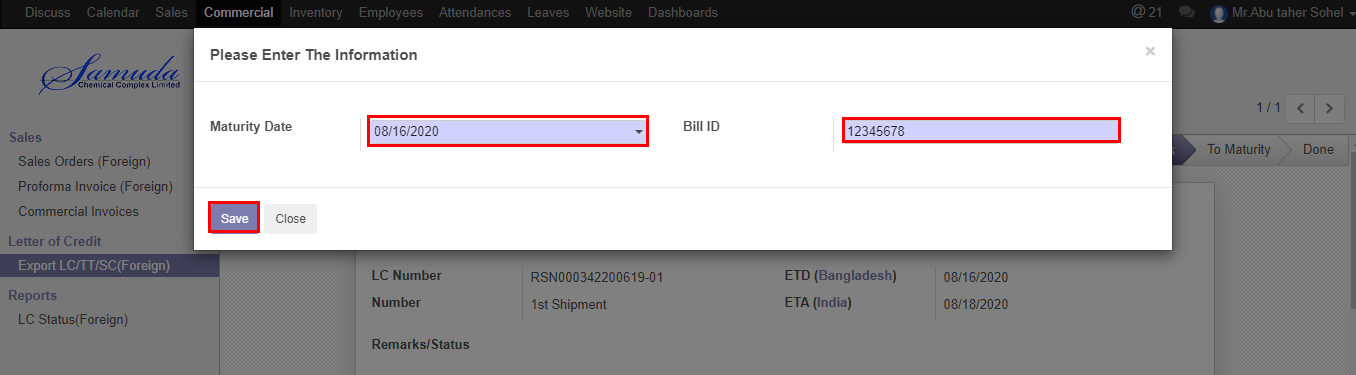 Discuss Calendar Sales Commercial Inventory Employees Attendances Leaves Website Dashboards @ 21 Mr.Abu taher Sohel
Please Enter The Information ×
Samuda
Chemical Complex Limited
1 / 1
Maturity Date 08/16/2020 Bill ID 12345678
Sales
Sales Orders (Foreign)
To Maturity Done
Proforma Invoice (Foreign)
Commercial Invoices
Save Close
Letter of Credit
Export LC/TT/SC(Foreign)
LC Number RSN000342200619-01 ETD (Bangladesh) 08/16/2020
Reports
Number 1st Shipment ETA (India) 08/18/2020
LC Status(Foreign)
Remarks/Status